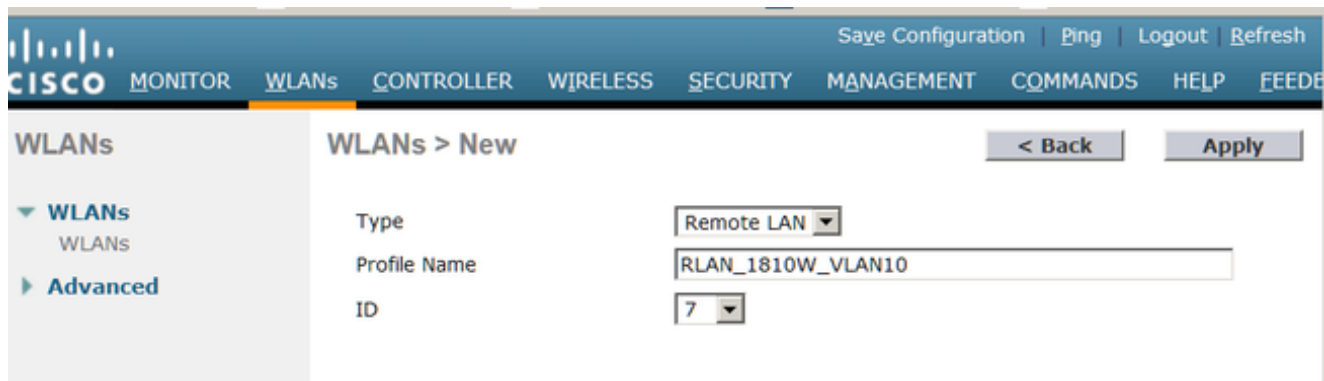 Save Configuration | Ping | Logout | Refresh
CISCO MONITOR WLANs CONTROLLER WIRELESS SECURITY MANAGEMENT COMMANDS HELP FEEDB
WLANs
WLANs > New
< Back
Apply
WLANs
WLANs
Advanced
Type
Remote LAN
Profile Name
RLAN_1810W_VLAN10
ID
7